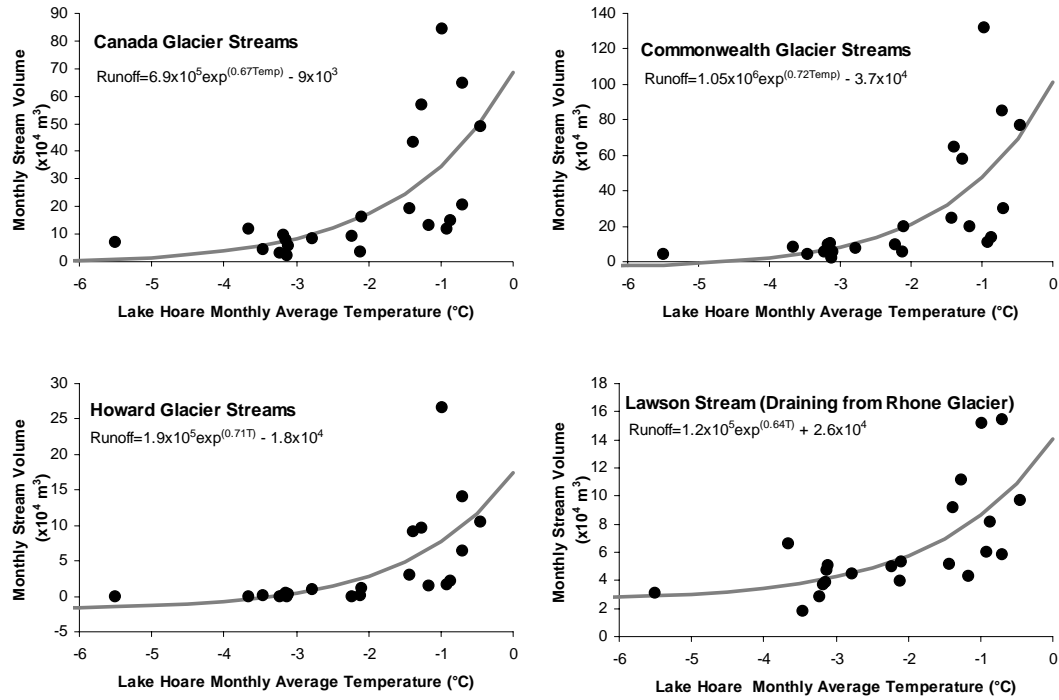 Canada Glacier Streams
Runoff=6.9x10⁵exp⁽⁰·⁶⁷ᵀᵉᵐᵖ⁾ - 9x10³
Monthly Stream Volume
(x10⁴ m³)
90
80
70
60
50
40
30
20
10
0
-6 -5 -4 -3 -2 -1 0
Lake Hoare Monthly Average Temperature (°C)
Commonwealth Glacier Streams
Runoff=1.05x10⁶exp⁽⁰·⁷²ᵀᵉᵐᵖ⁾ - 3.7x10⁴
Monthly Stream Volume
(x10⁴ m³)
140
120
100
80
60
40
20
0
-20
-6 -5 -4 -3 -2 -1 0
Lake Hoare Monthly Average Temperature (°C)
Howard Glacier Streams
Runoff=1.9x10⁵exp⁽⁰·⁷¹ᵀ⁾ - 1.8x10⁴
Monthly Stream Volume
(x10⁴ m³)
30
25
20
15
10
5
0
-5
-6 -5 -4 -3 -2 -1 0
Lake Hoare Monthly Average Temperature (°C)
Lawson Stream (Draining from Rhone Glacier)
Runoff=1.2x10⁵exp⁽⁰·⁶⁴ᵀ⁾ + 2.6x10⁴
Monthly Stream Volume
(x10⁴ m³)
18
16
14
12
10
8
6
4
2
0
-6 -5 -4 -3 -2 -1 0
Lake Hoare Monthly Average Temperature (°C)